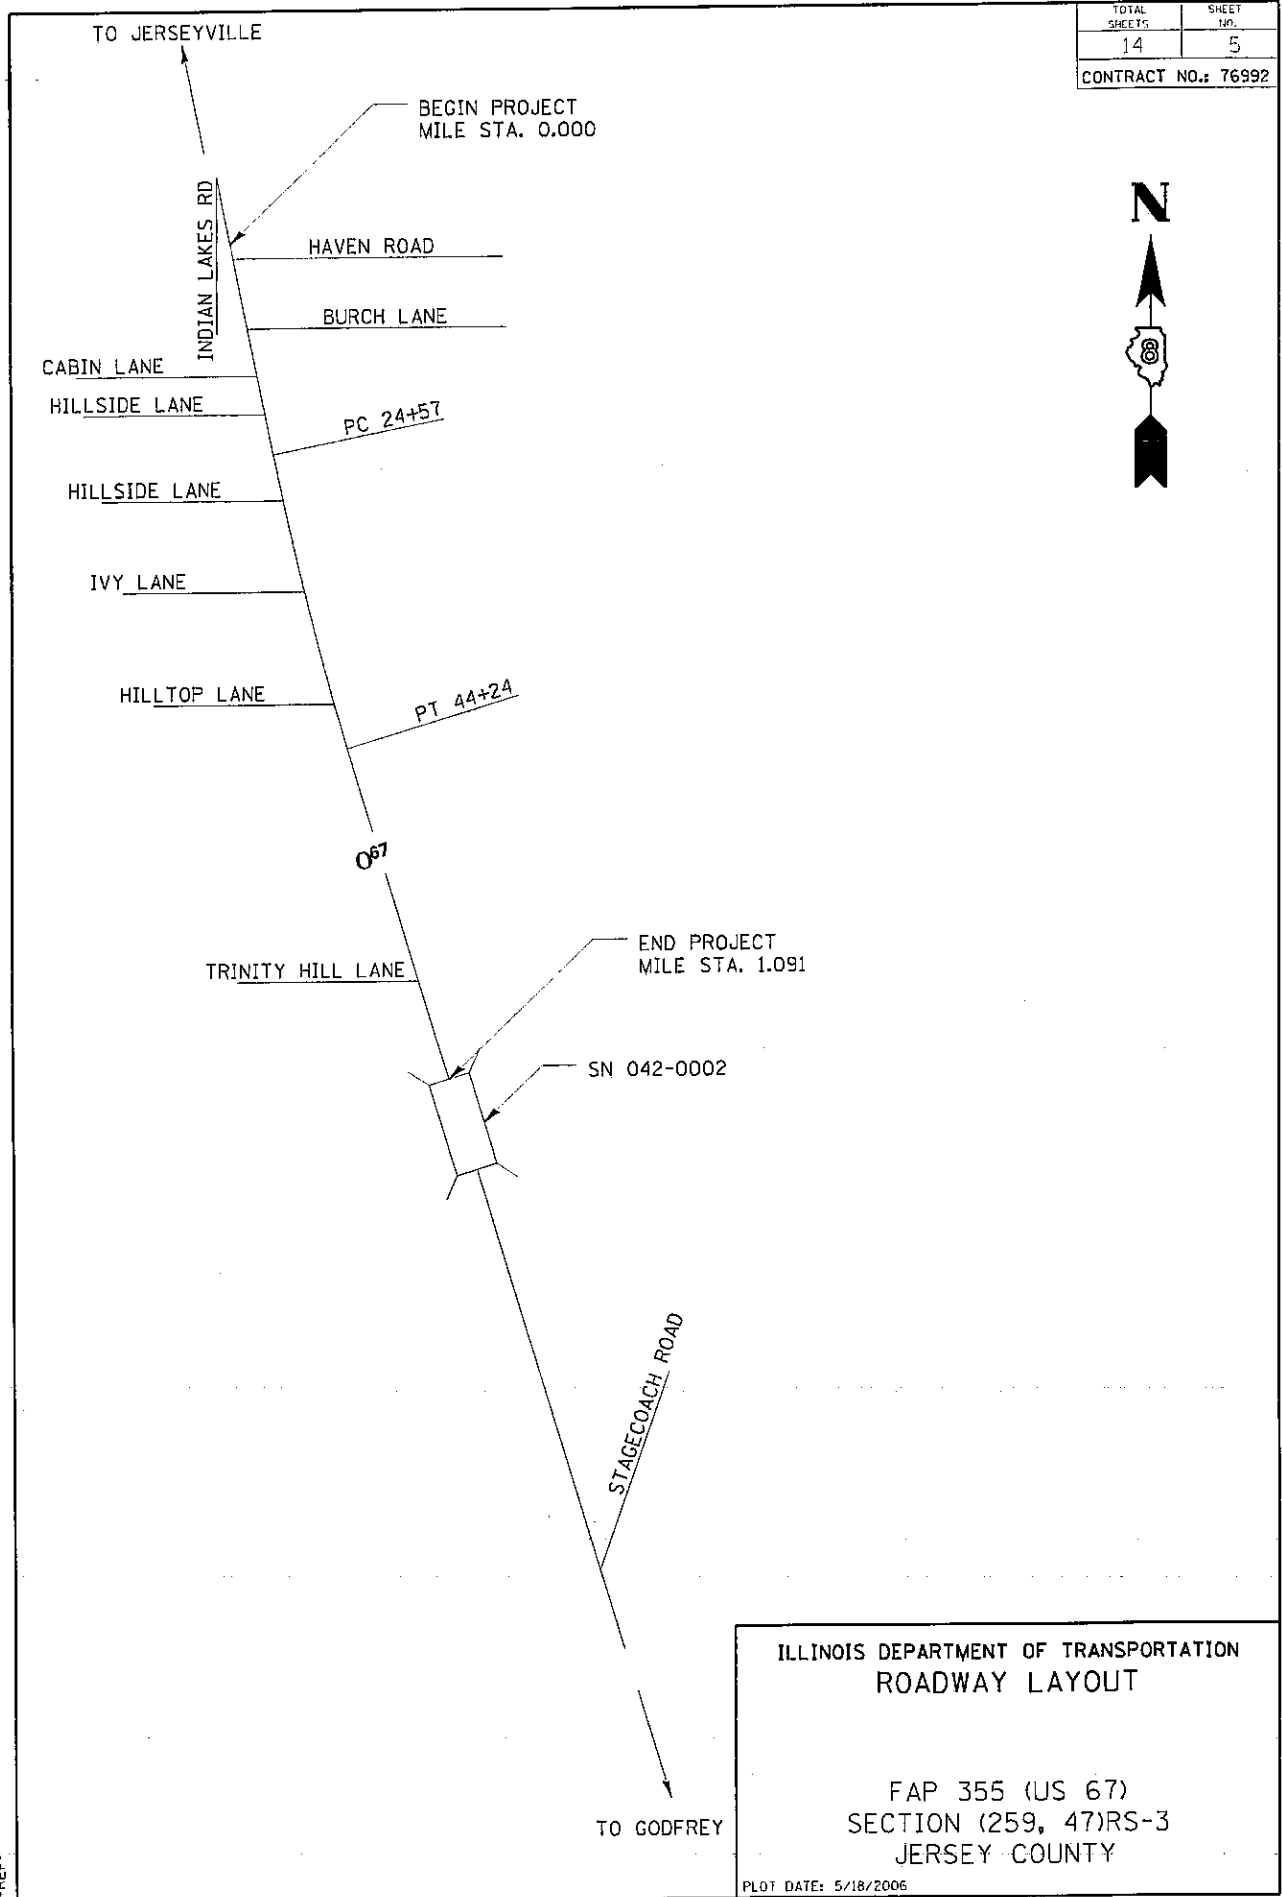 TOTAL SHEETS
SHEET NO.
14
5
CONTRACT NO.: 76992
TO JERSEYVILLE
BEGIN PROJECT
MILE STA. 0.000
N
INDIAN LAKES RD
HAVEN ROAD
BURCH LANE
8
CABIN LANE
HILLSIDE LANE
PC 24+57
HILLSIDE LANE
IVY LANE
HILLTOP LANE
PT 44+24
67
END PROJECT
MILE STA. 1.091
TRINITY HILL LANE
SN 042-0002
STAGECOACH ROAD
TO GODFREY
ILLINOIS DEPARTMENT OF TRANSPORTATION
ROADWAY LAYOUT
FAP 355 (US 67)
SECTION (259, 47)RS-3
JERSEY COUNTY
PLOT DATE: 5/18/2006